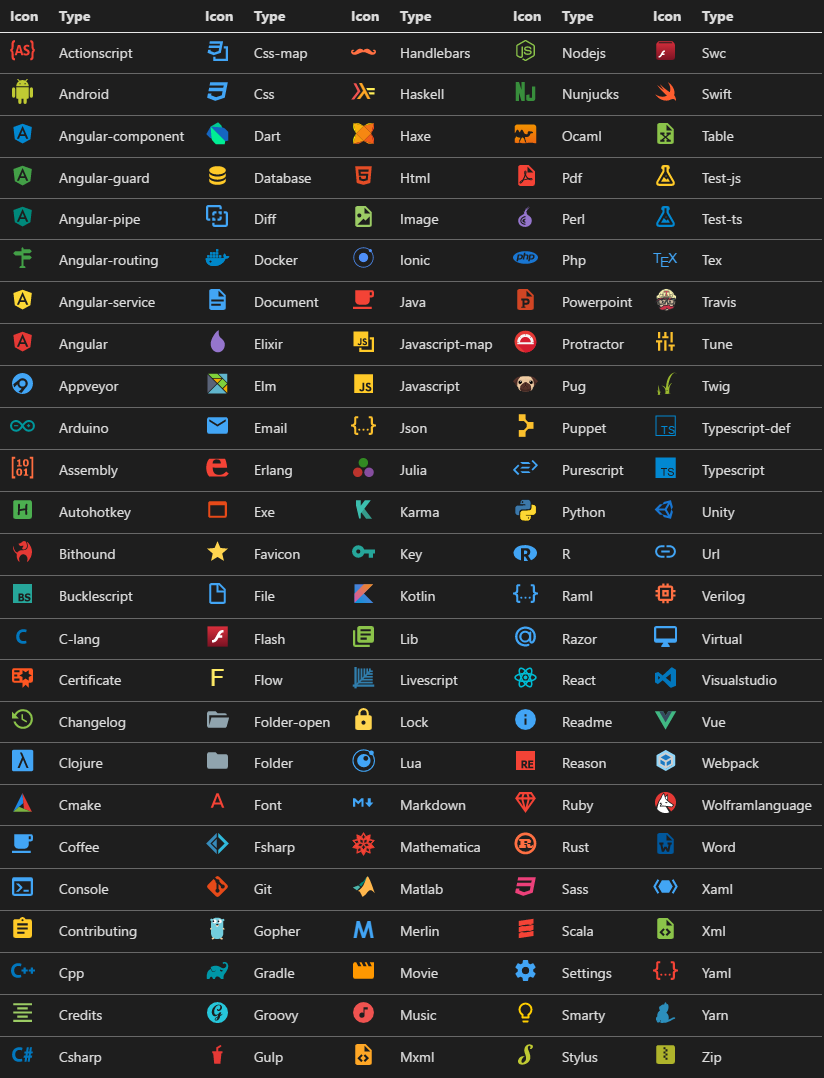 Icon Type Icon Type Icon Type Icon Type Icon Type
{AS} Actionscript Css-map Handlebars JS Nodejs Swc
Android Css Haskell NJ Nunjucks Swift
A Angular-component Dart Haxe Ocaml Table
A Angular-guard Database 5 Html Pdf Test-js
A Angular-pipe Diff Image Perl Test-ts
Angular-routing Docker Ionic php Php TEX Tex
A Angular-service Document Java P Powerpoint Travis
A Angular Elixir JS Javascript-map Protractor Tune
Appveyor Elm JS Javascript Pug Twig
Arduino Email {...} Json Puppet TS Typescript-def
[10 01] Assembly e Erlang Julia <=> Purescript TS Typescript
H Autohotkey Exe K Karma Python Unity
Bithound Favicon Key R R Url
BS Bucklescript File Kotlin {...} Raml Verilog
C C-lang f Flash Lib @ Razor Virtual
Certificate F Flow Livescript React Visualstudio
Changelog Folder-open Lock i Readme Vue
λ Clojure Folder Lua RE Reason Webpack
Cmake A Font M Markdown Ruby Wolframlanguage
Coffee Fsharp Mathematica R Rust W Word
>_ Console Git Matlab Sass Xaml
Contributing Gopher M Merlin Scala <> Xml
C++ Cpp Gradle Movie Settings {...} Yaml
Credits G Groovy Music Smarty Yarn
C# Csharp Gulp <> Mxml S Stylus Zip